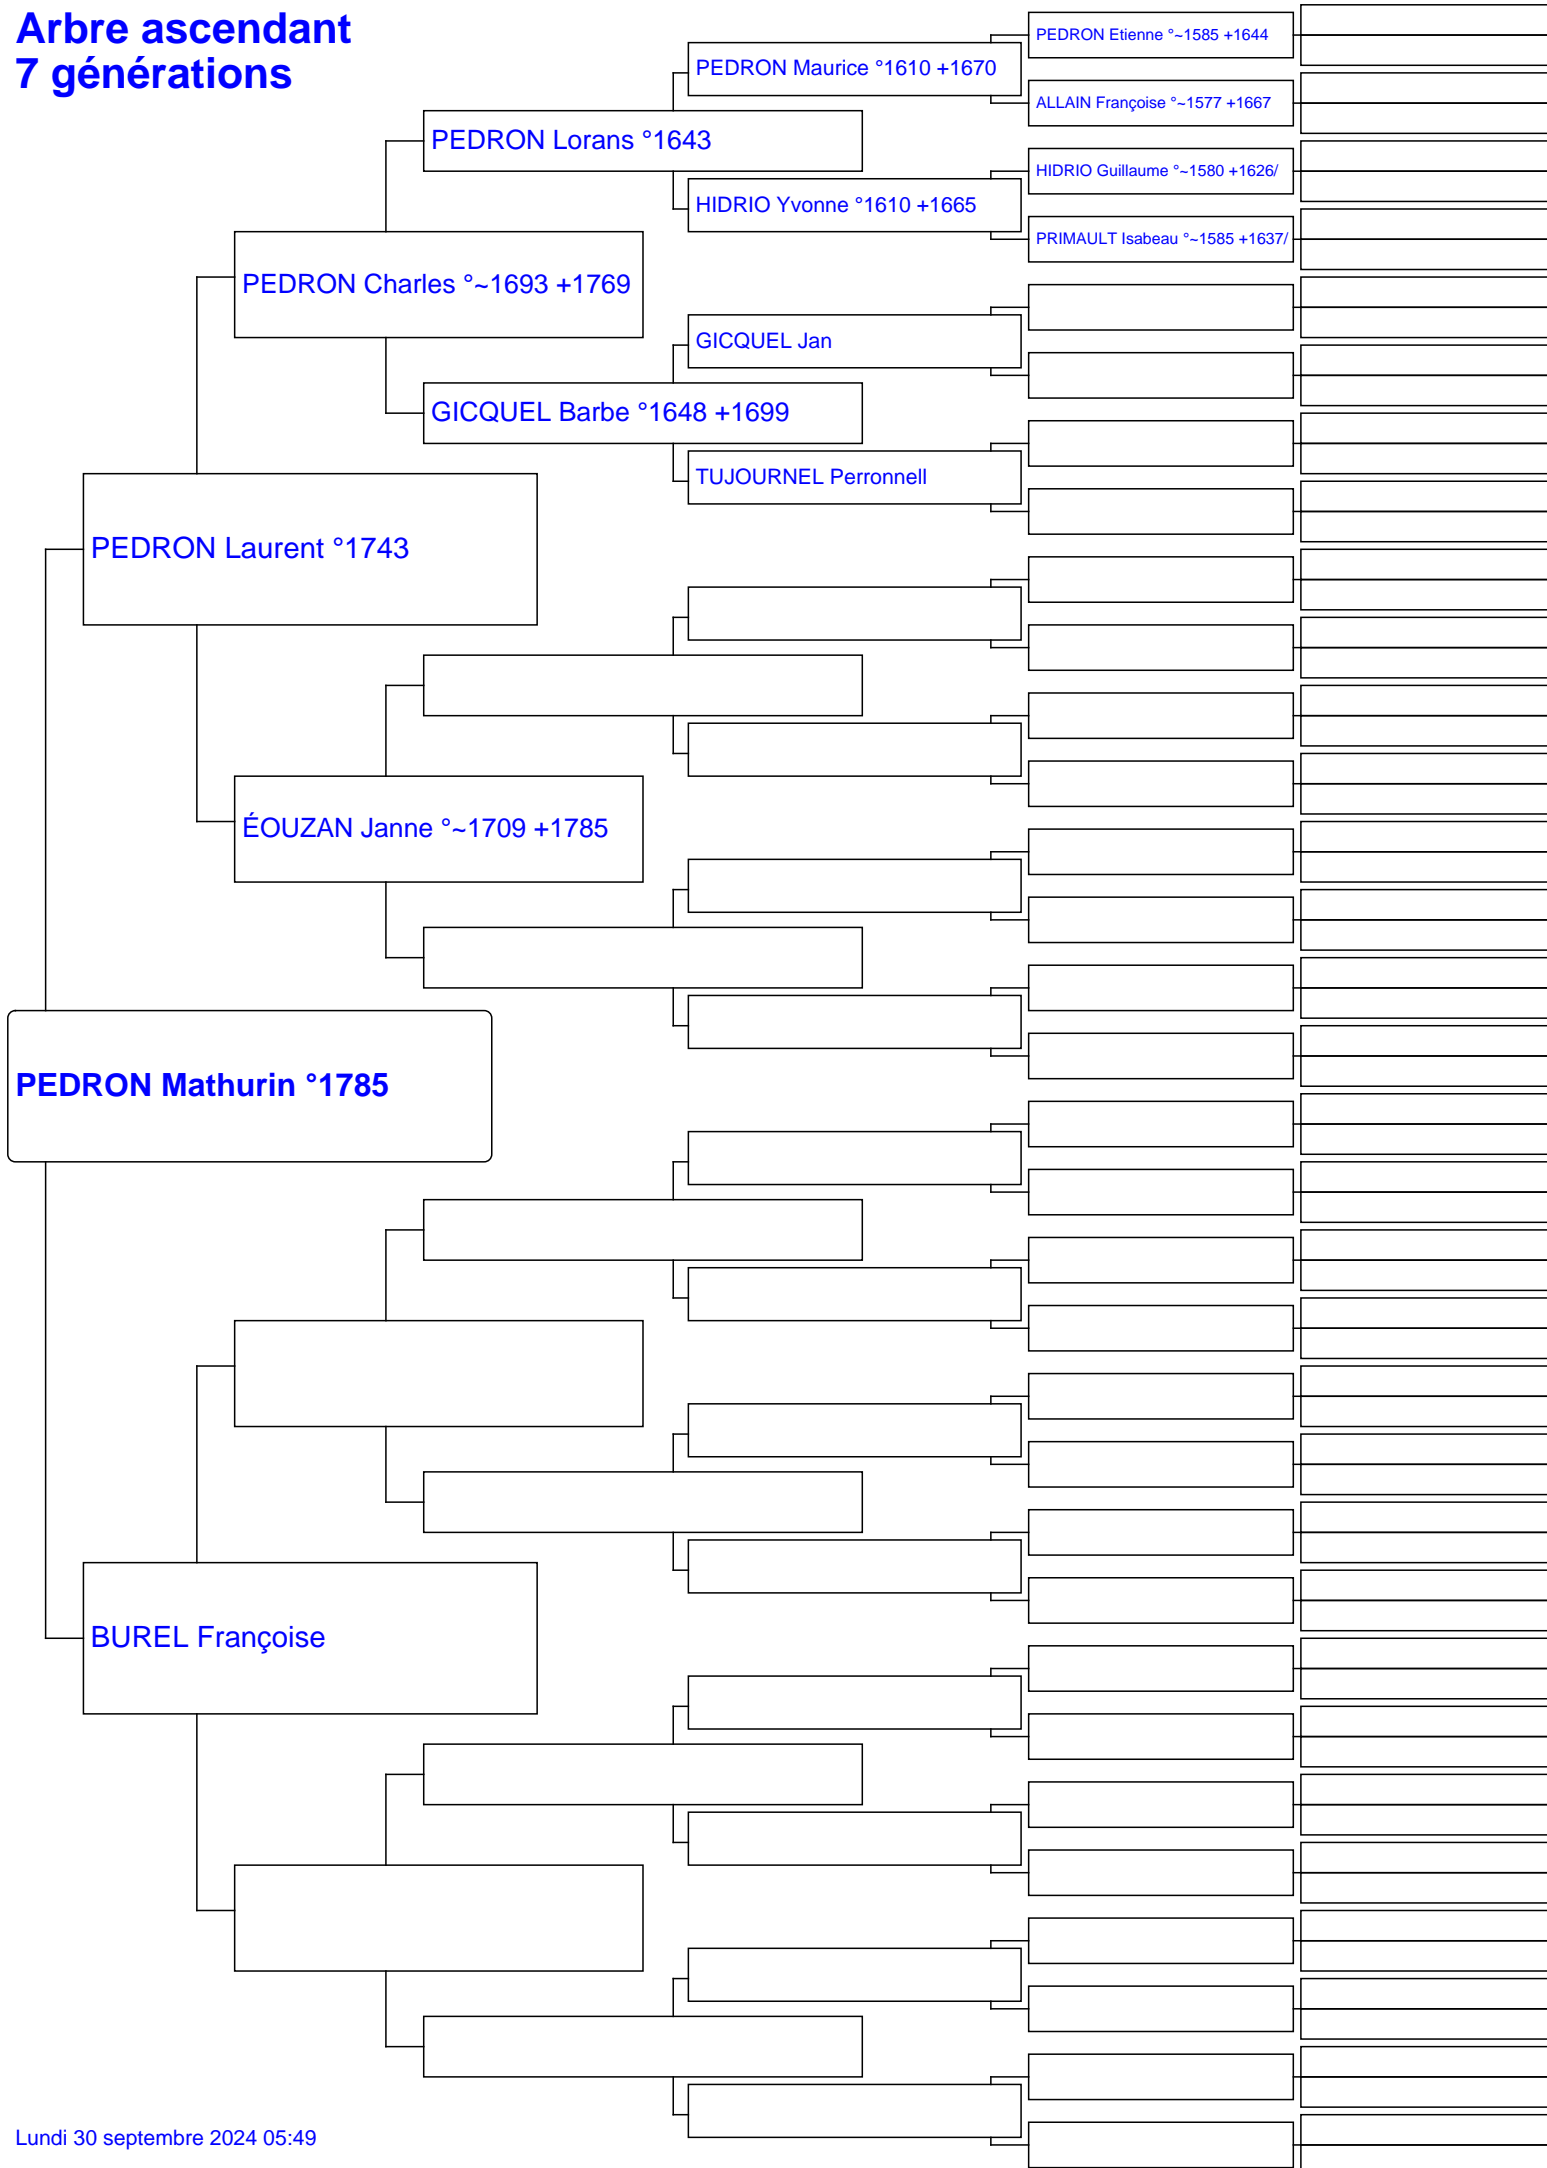 Arbre ascendant
7 générations
PEDRON Etienne °~1585 +1644
PEDRON Maurice °1610 +1670
ALLAIN Françoise °~1577 +1667
PEDRON Lorans °1643
HIDRIO Guillaume °~1580 +1626/
HIDRIO Yvonne °1610 +1665
PRIMAULT Isabeau °~1585 +1637/
PEDRON Charles °~1693 +1769
GICQUEL Jan
GICQUEL Barbe °1648 +1699
TUJOURNEL Perronnell
PEDRON Laurent °1743
ÉOUZAN Janne °~1709 +1785
PEDRON Mathurin °1785
BUREL Françoise
Lundi 30 septembre 2024 05:49